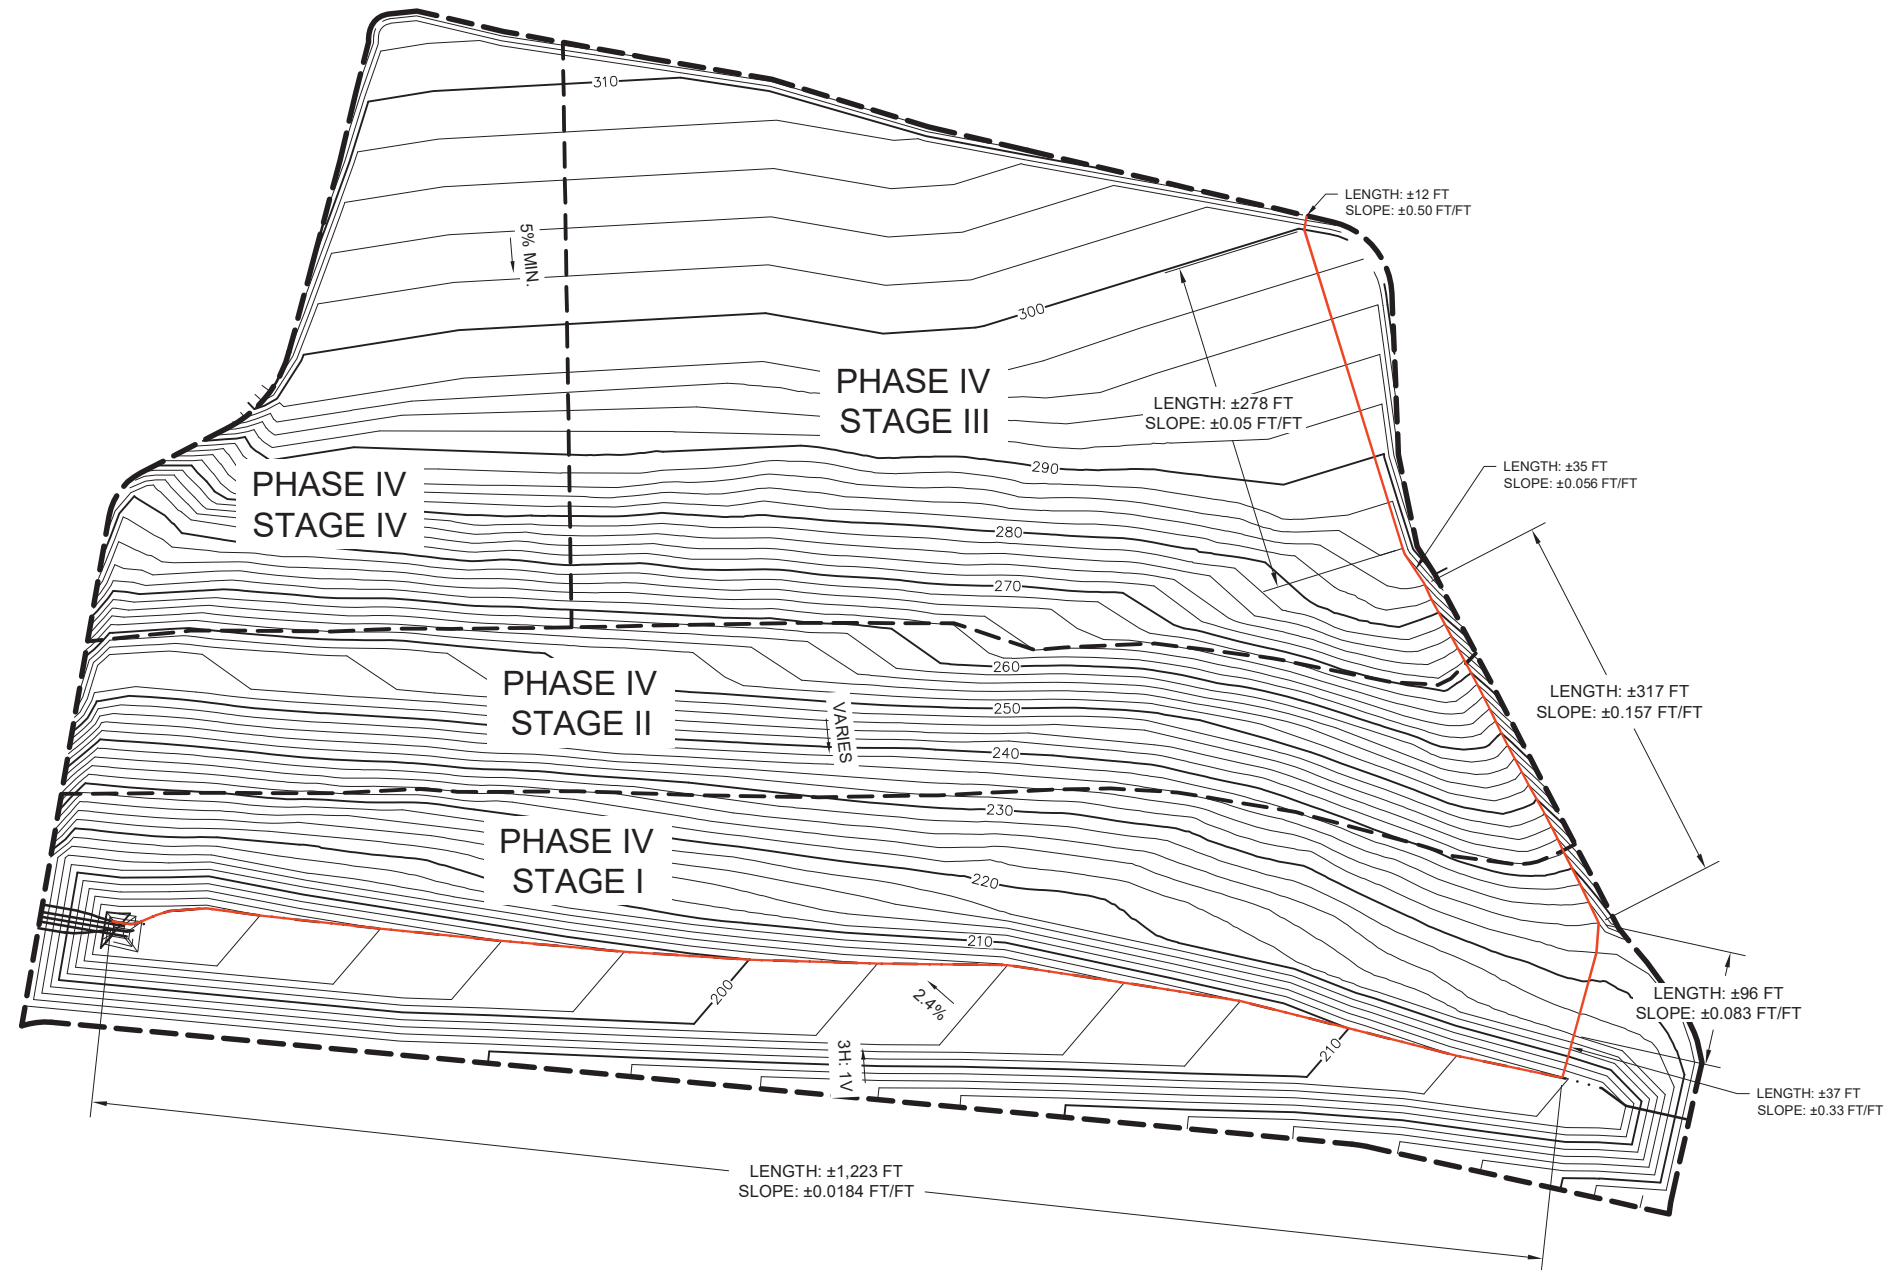 310
LENGTH: ±12 FT
SLOPE: ±0.50 FT/FT
5% MIN.
300
PHASE IV
STAGE III
LENGTH: ±278 FT
SLOPE: ±0.05 FT/FT
290
LENGTH: ±35 FT
SLOPE: ±0.056 FT/FT
PHASE IV
STAGE IV
280
270
260
PHASE IV
STAGE II
250
VARIES
240
LENGTH: ±317 FT
SLOPE: ±0.157 FT/FT
230
PHASE IV
STAGE I
220
210
200
2.4%
LENGTH: ±96 FT
SLOPE: ±0.083 FT/FT
210
3H: 1V
LENGTH: ±37 FT
SLOPE: ±0.33 FT/FT
LENGTH: ±1,223 FT
SLOPE: ±0.0184 FT/FT